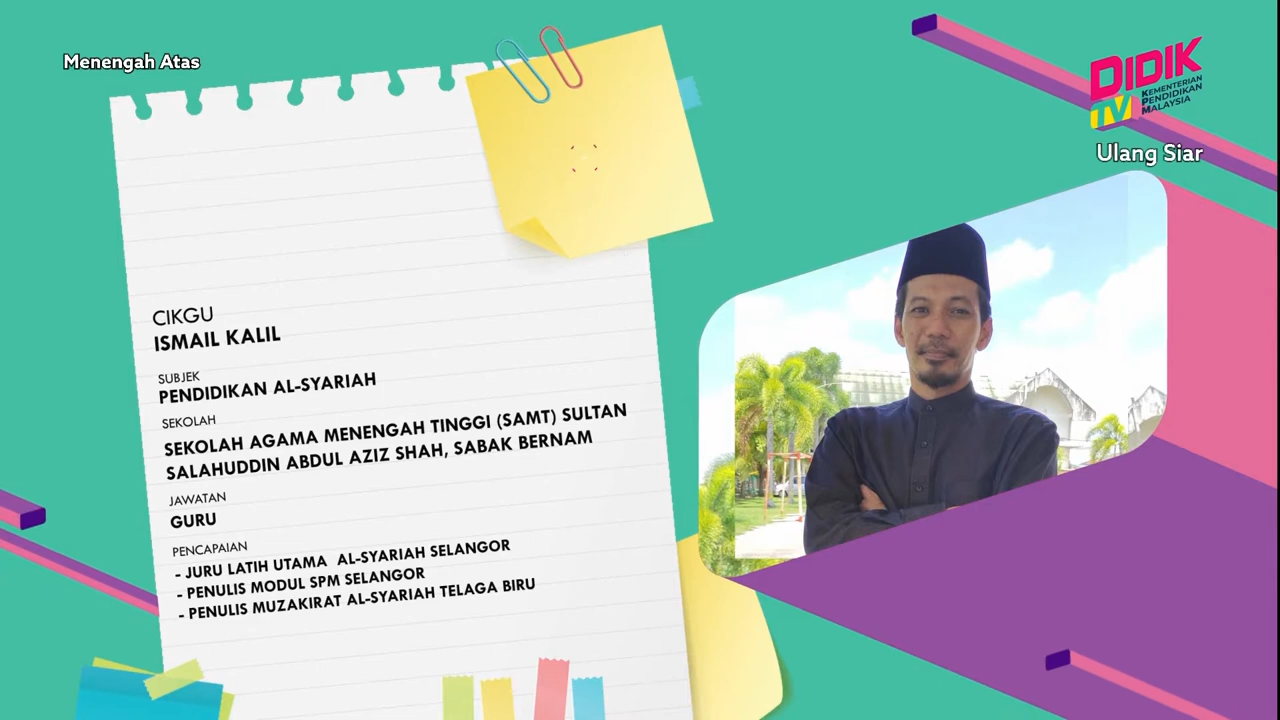 Menengah Atas
DIDIK
TV
KEMENTERIAN
PENDIDIKAN
MALAYSIA
Ulang Siar
CIKGU
ISMAIL KALIL
SUBJEK
PENDIDIKAN AL-SYARIAH
SEKOLAH
SEKOLAH AGAMA MENENGAH TINGGI (SAMT) SULTAN
SALAHUDDIN ABDUL AZIZ SHAH, SABAK BERNAM
JAWATAN
GURU
PENCAPAIAN
- JURU LATIH UTAMA AL-SYARIAH SELANGOR
- PENULIS MODUL SPM SELANGOR
- PENULIS MUZAKIRAT AL-SYARIAH TELAGA BIRU